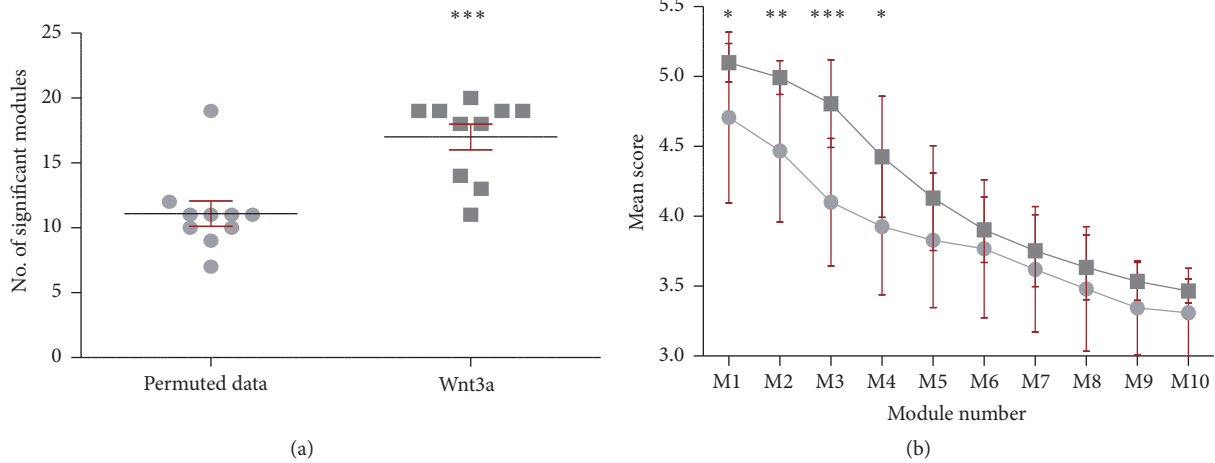 ***
25
20
15
10
5
0
No. of significant modules
Permuted data
Wnt3a
(a)
* ** *** *
5.5
5.0
4.5
4.0
3.5
3.0
Mean score
M1 M2 M3 M4 M5 M6 M7 M8 M9 M10
Module number
(b)